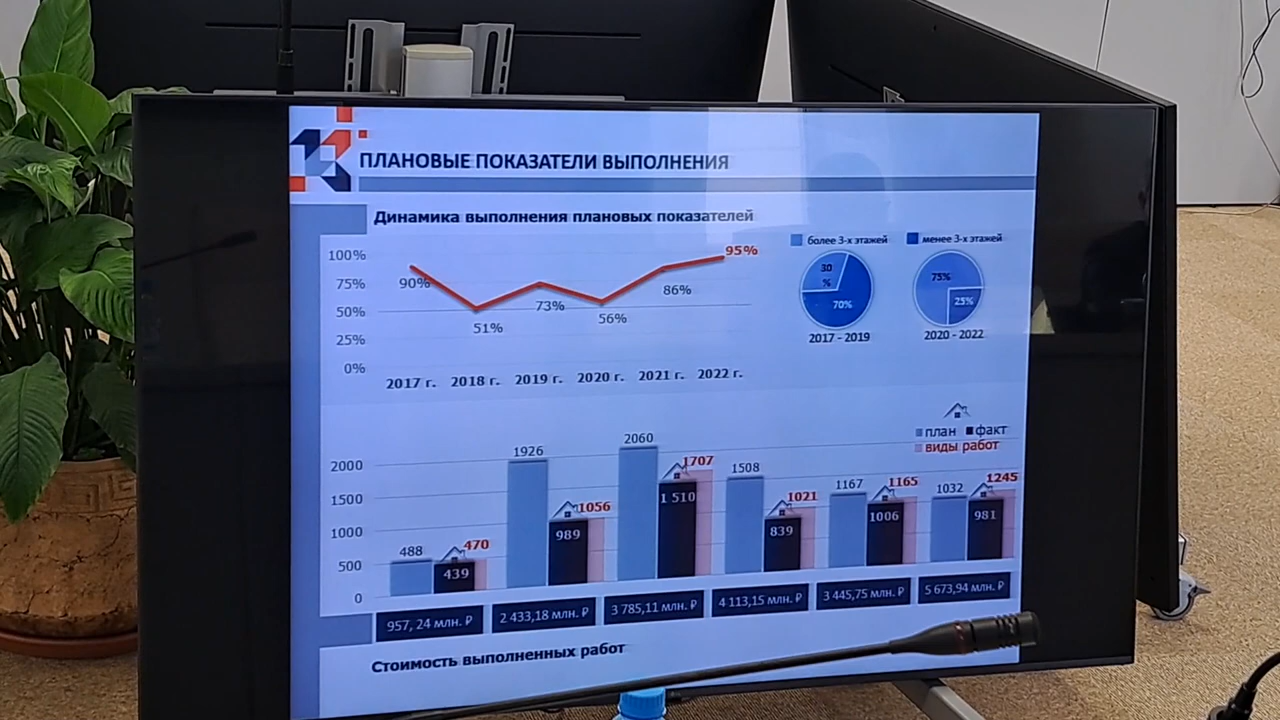 ПЛАНОВЫЕ ПОКАЗАТЕЛИ ВЫПОЛНЕНИЯ
Динамика выполнения плановых показателей
100%
75%
50%
25%
0%
90%
51%
73%
56%
86%
95%
2017 г. 2018 г. 2019 г. 2020 г. 2021 г. 2022 г.
более 3-х этажей менее 3-х этажей
30 %
70%
2017 - 2019
75%
25%
2020 - 2022
план факт
виды работ
2000
1500
1000
500
0
488 439 470
1926 989 1056
2060 1 510 1707
1508 839 1021
1167 1006 1165
1032 981 1245
957, 24 млн. ₽ 2 433,18 млн. ₽ 3 785,11 млн. ₽ 4 113,15 млн. ₽ 3 445,75 млн. ₽ 5 673,94 млн. ₽
Стоимость выполненных работ